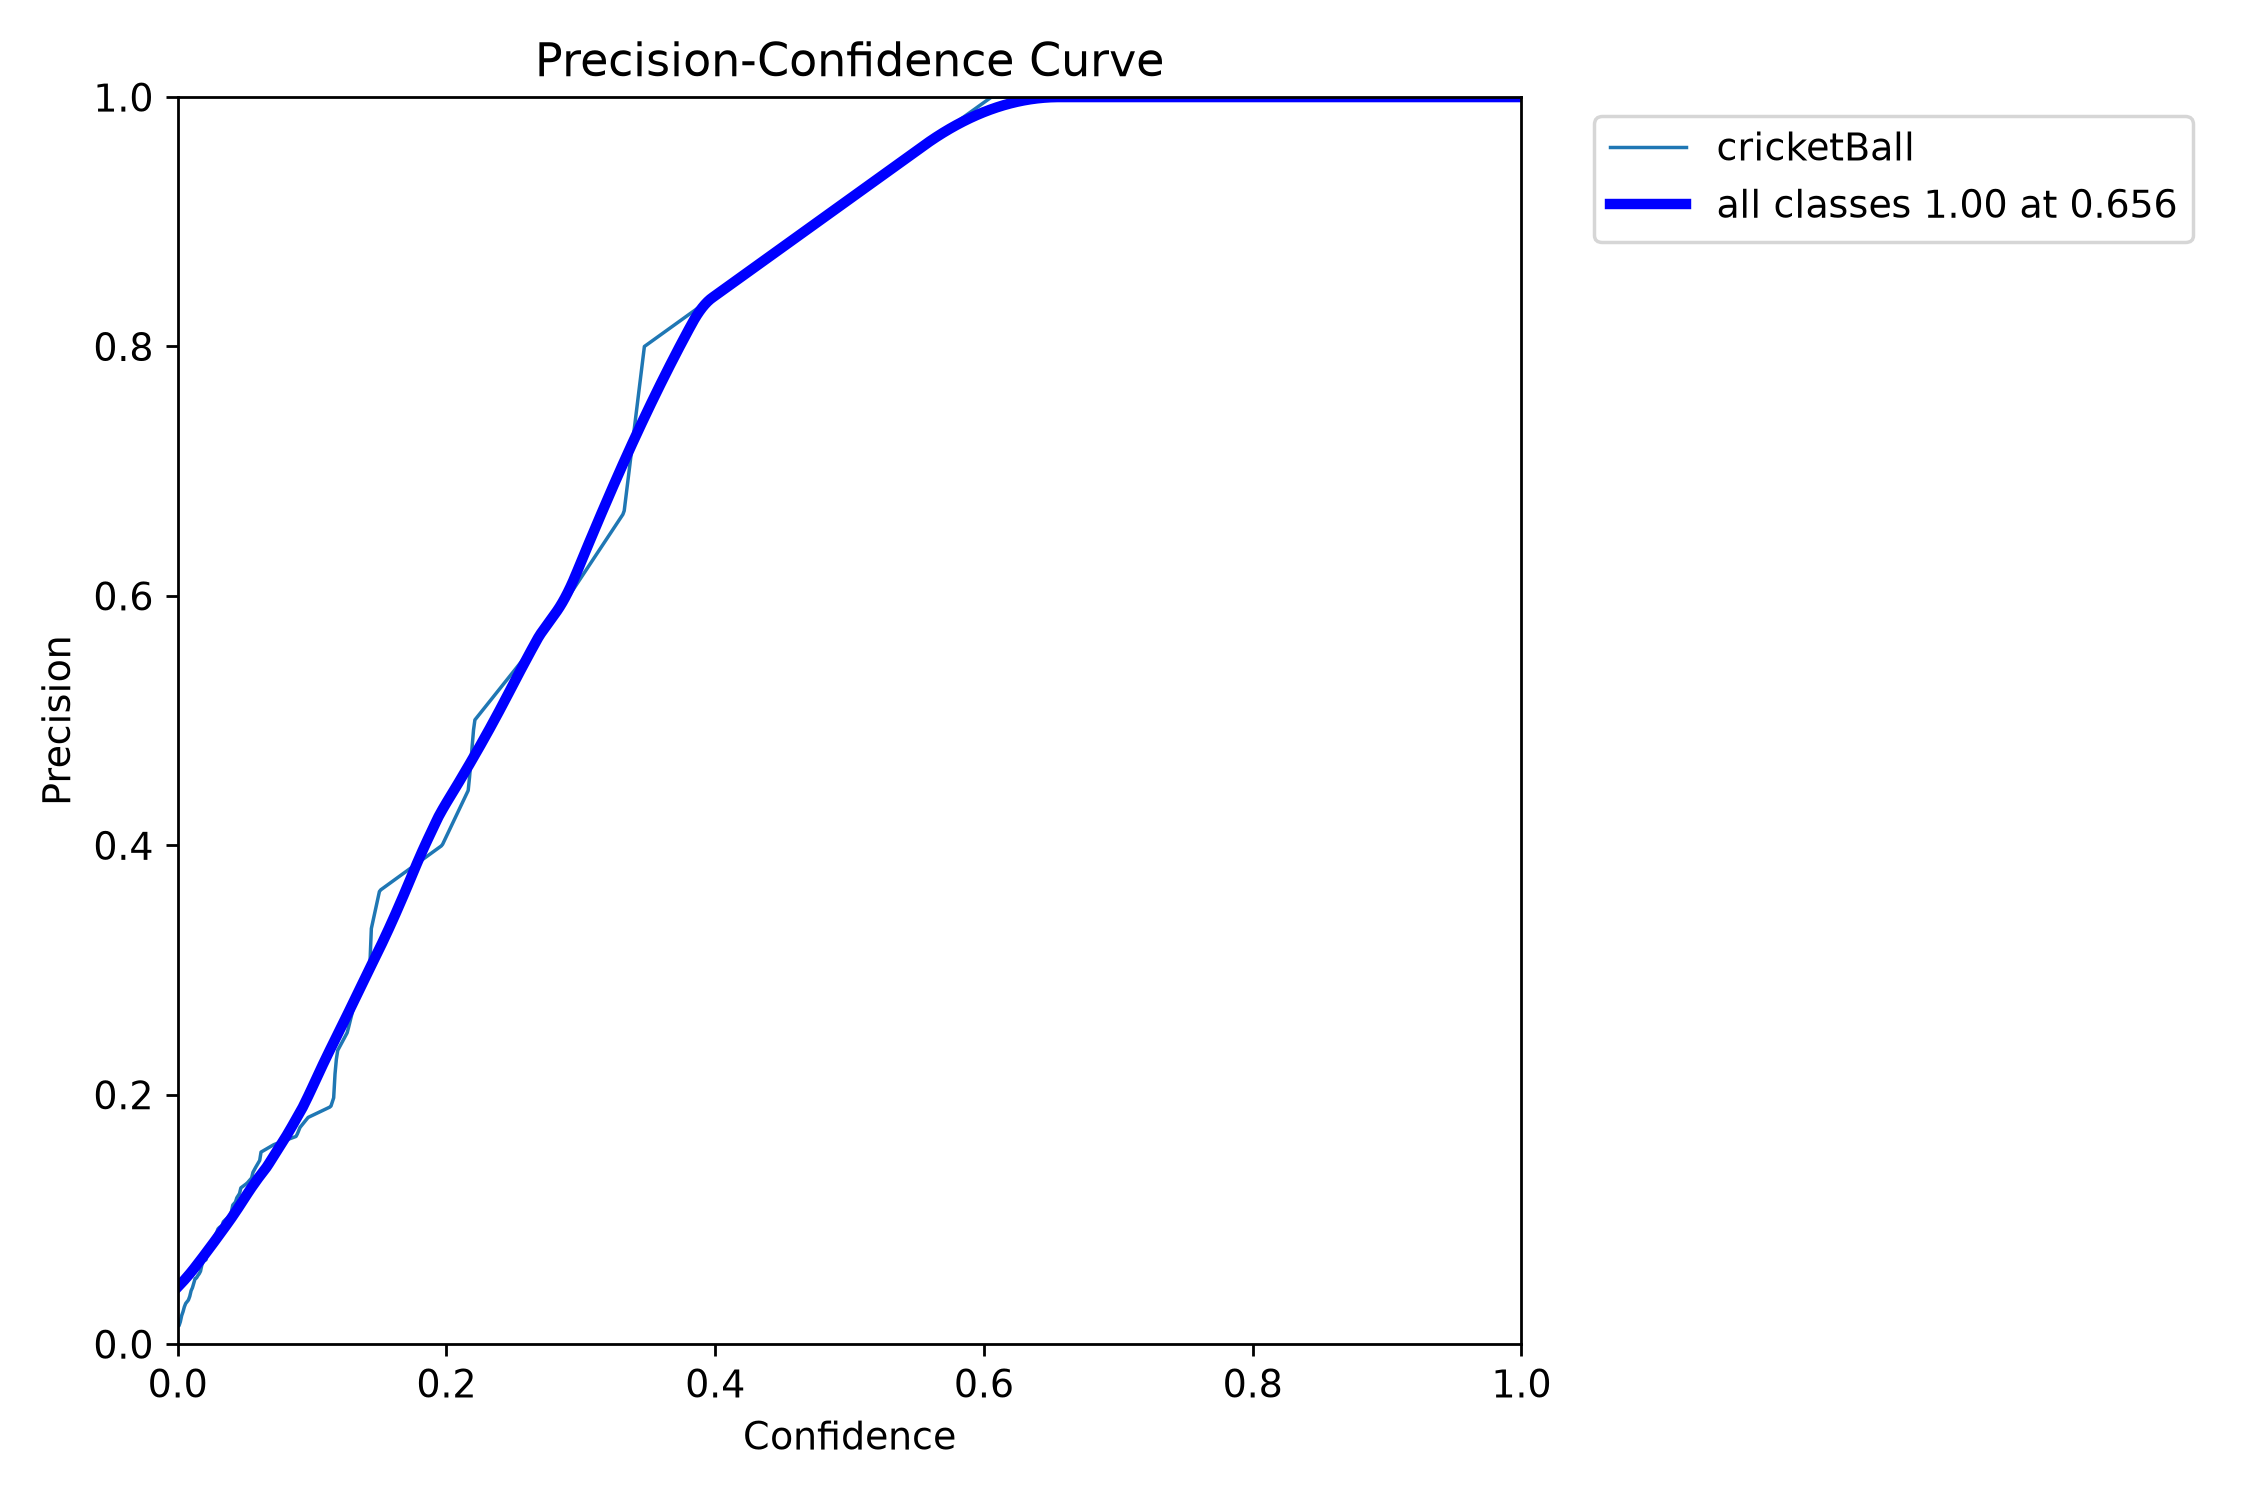 Precision-Confidence Curve
1.0
0.8
0.6
0.4
0.2
0.0
Precision
0.0 0.2 0.4 0.6 0.8 1.0
Confidence
cricketBall
all classes 1.00 at 0.656